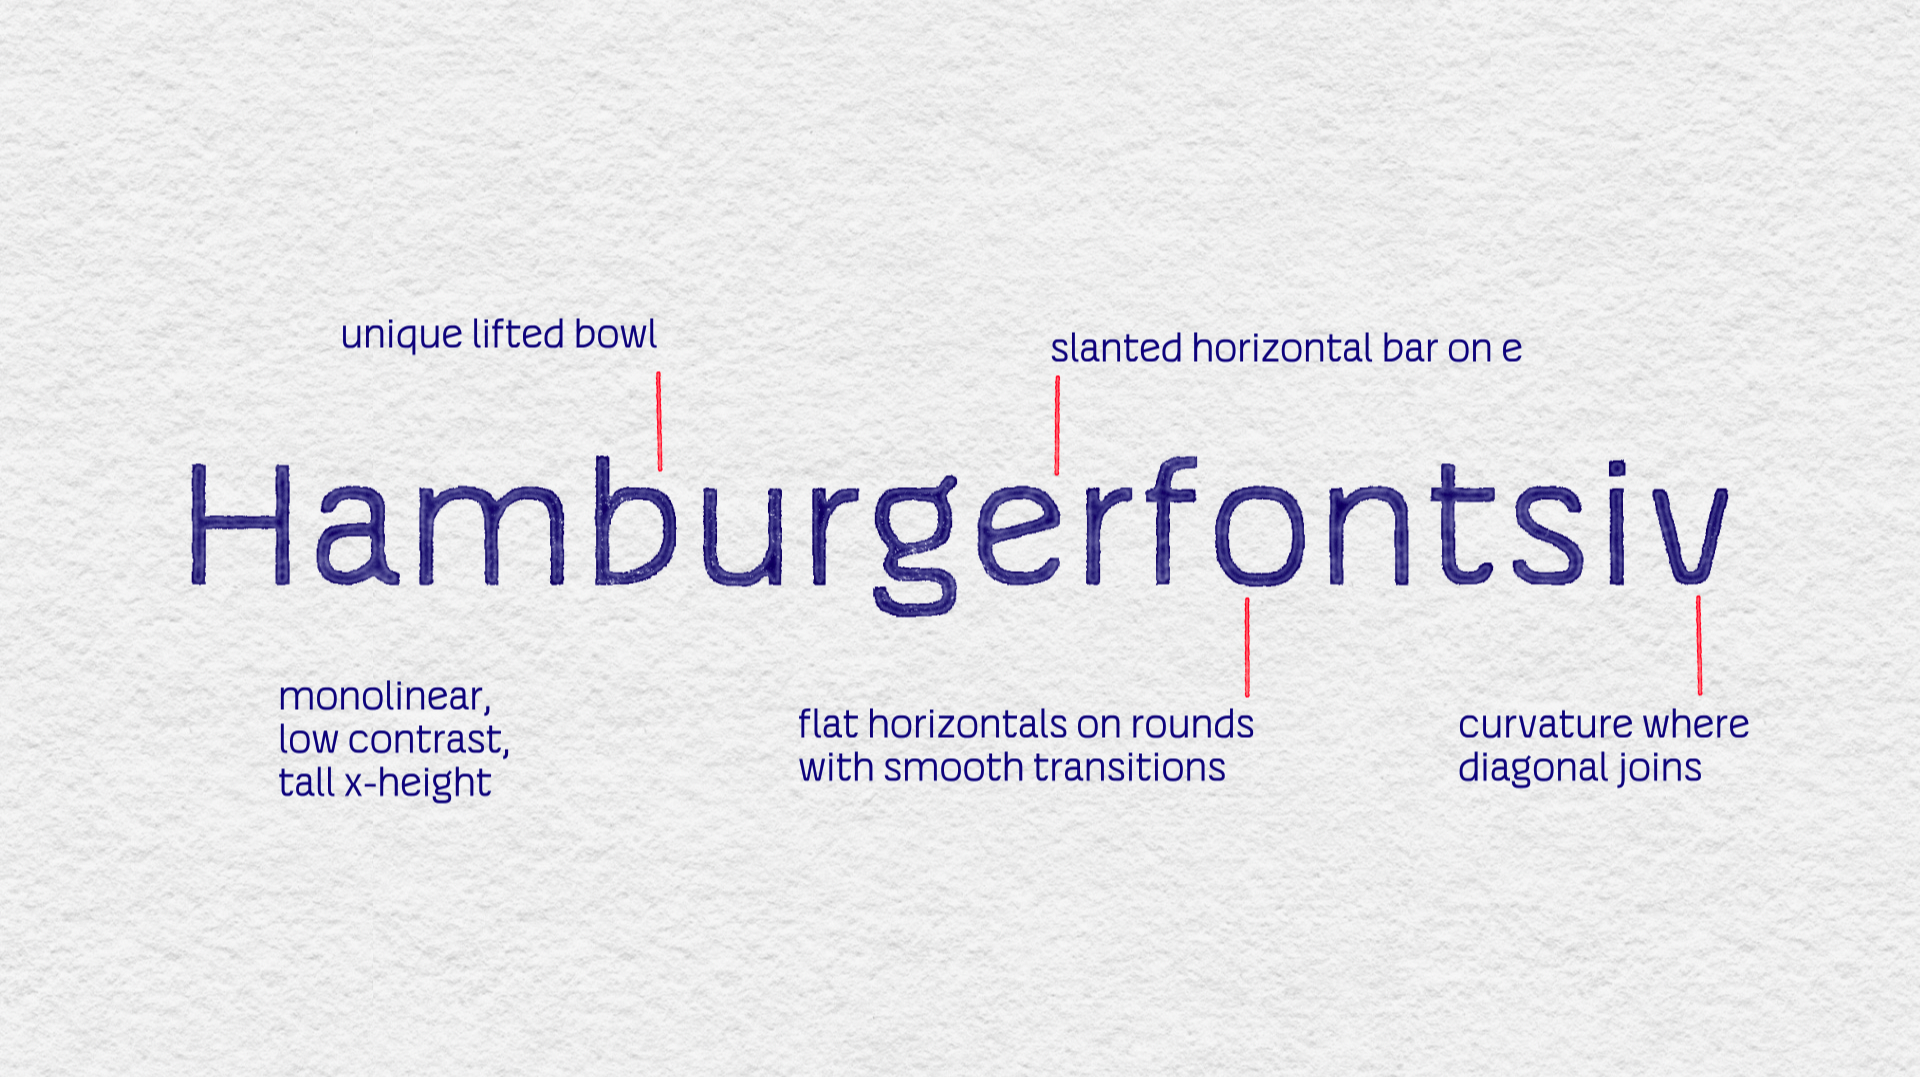 unique lifted bowl
slanted horizontal bar on e
Hamburgerfontsiv
monolinear,
low contrast,
tall x-height
flat horizontals on rounds
with smooth transitions
curvature where
diagonal joins